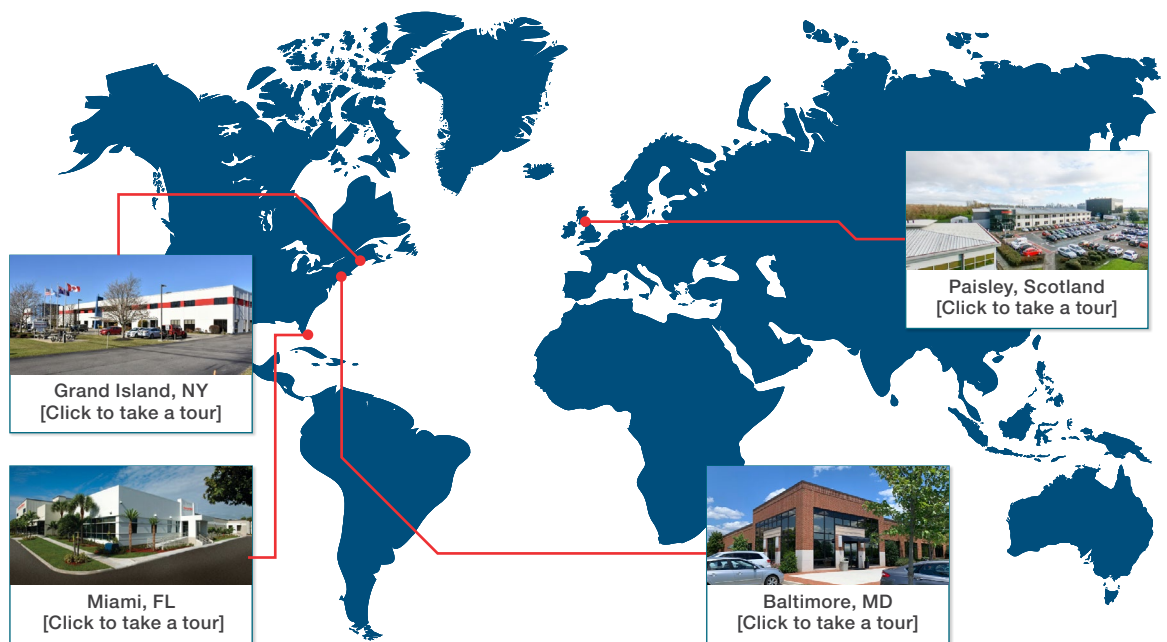 Paisley, Scotland
[Click to take a tour]
Grand Island, NY
[Click to take a tour]
Miami, FL
[Click to take a tour]
Baltimore, MD
[Click to take a tour]